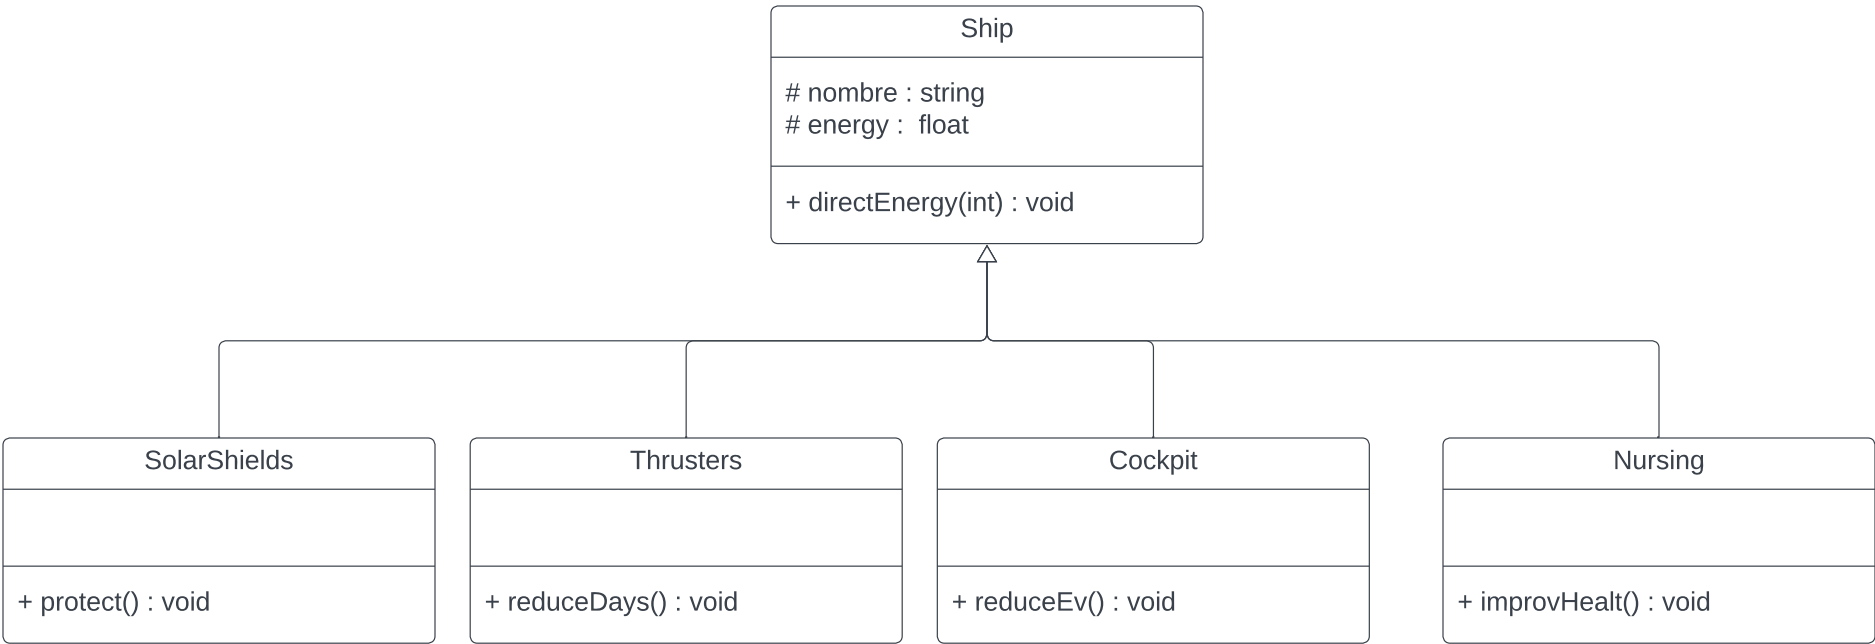 Ship
# nombre : string
# energy :  float
+ directEnergy(int) : void
SolarShields
+ protect() : void
Thrusters
+ reduceDays() : void
Cockpit
+ reduceEv() : void
Nursing
+ improvHealt() : void